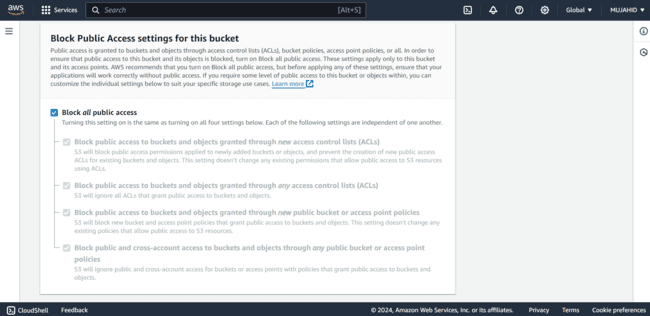 aws
Services
Search
[Alt+S]
Global
MUJAHID
Block Public Access settings for this bucket
Public access is granted to buckets and objects through access control lists (ACLs), bucket policies, access point policies, or all. In order to
ensure that public access to this bucket and its objects is blocked, turn on Block all public access. These settings apply only to this bucket
and its access points. AWS recommends that you turn on Block all public access, but before applying any of these settings, ensure that your
applications will work correctly without public access. If you require some level of public access to this bucket or objects within, you can
customize the individual settings below to suit your specific storage use cases. Learn more
Block all public access
Turning this setting on is the same as turning on all four settings below. Each of the following settings are independent of one another.
Block public access to buckets and objects granted through new access control lists (ACLs)
S3 will block public access permissions applied to newly added buckets or objects, and prevent the creation of new public access
ACLs for existing buckets and objects. This setting doesn't change any existing permissions that allow public access to S3 resources
using ACLs.
Block public access to buckets and objects granted through any access control lists (ACLs)
S3 will ignore all ACLs that grant public access to buckets and objects.
Block public access to buckets and objects granted through new public bucket or access point policies
S3 will block new bucket and access point policies that grant public access to buckets and objects. This setting doesn't change any
existing policies that allow public access to S3 resources.
Block public and cross-account access to buckets and objects through any public bucket or access point
policies
S3 will ignore public and cross-account access for buckets or access points with policies that grant public access to buckets and
objects.
CloudShell
Feedback
© 2024, Amazon Web Services, Inc. or its affiliates.
Privacy
Terms
Cookie preferences